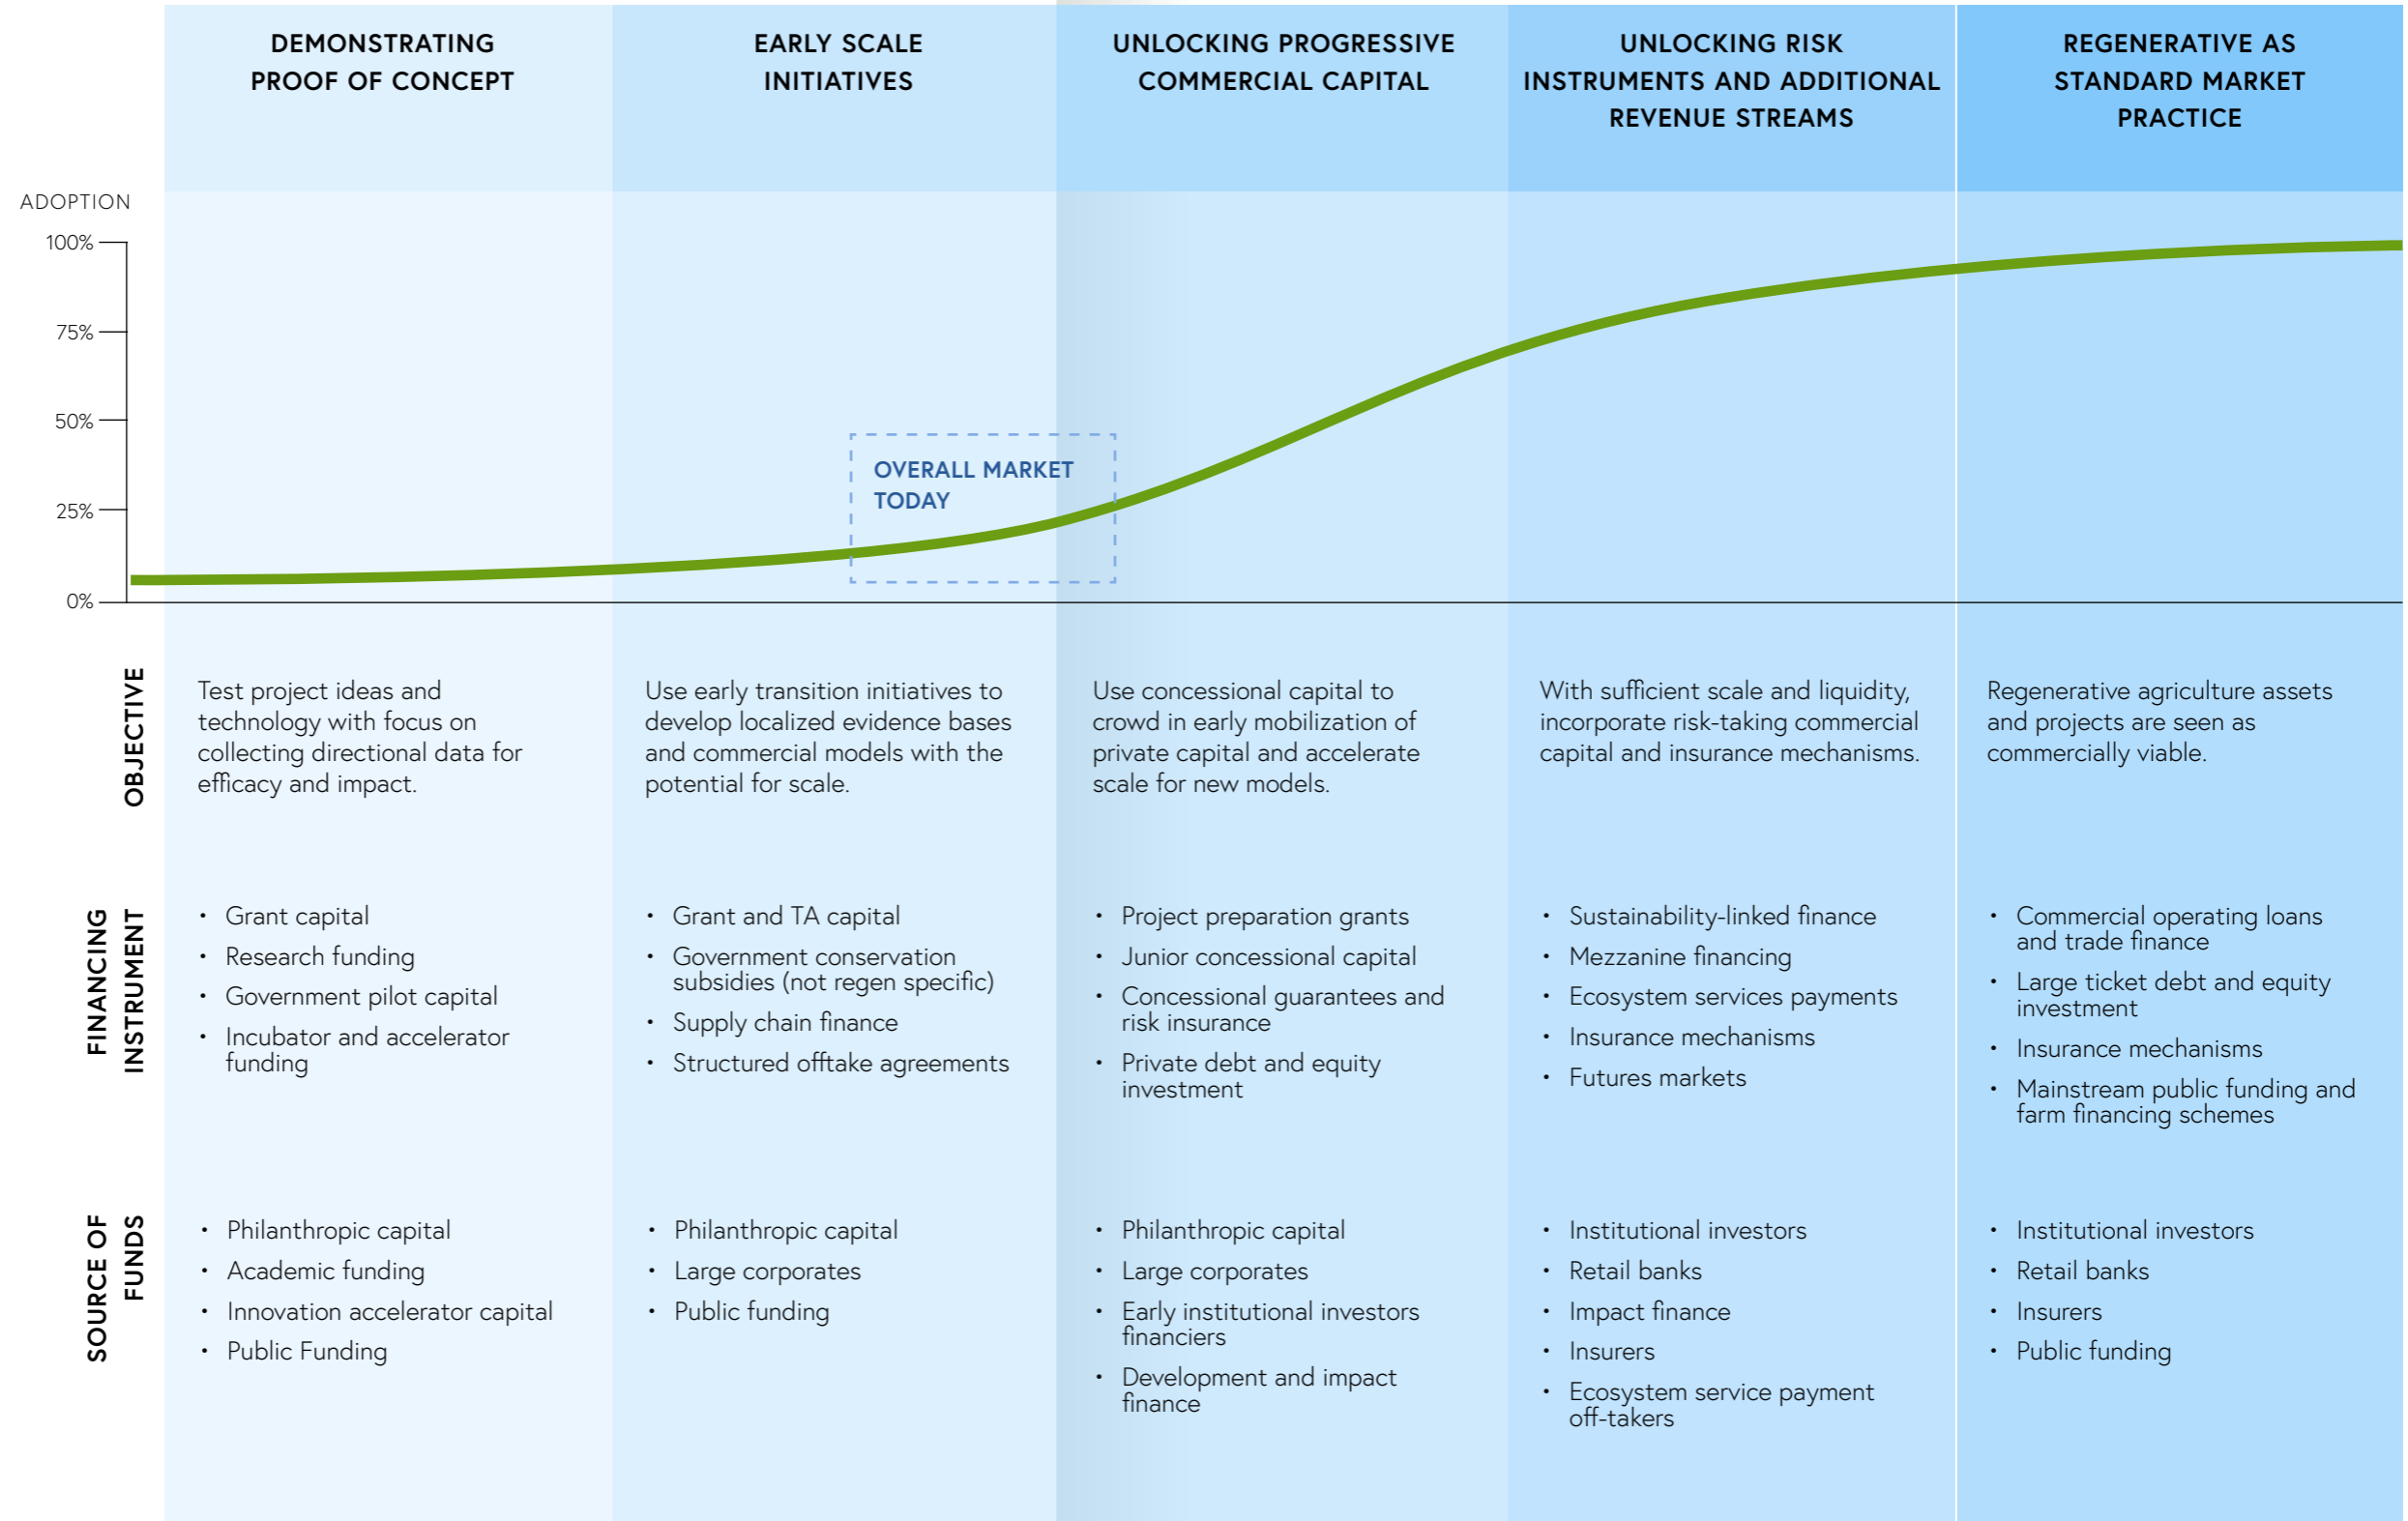 DEMONSTRATING
PROOF OF CONCEPT
EARLY SCALE
INITIATIVES
UNLOCKING PROGRESSIVE
COMMERCIAL CAPITAL
UNLOCKING RISK
INSTRUMENTS AND ADDITIONAL
REVENUE STREAMS
REGENERATIVE AS
STANDARD MARKET
PRACTICE
ADOPTION
100%
75%
50%
25%
0%
OVERALL MARKET
TODAY
OBJECTIVE
Test project ideas and
technology with focus on
collecting directional data for
efficacy and impact.
Use early transition initiatives to
develop localized evidence bases
and commercial models with the
potential for scale.
Use concessional capital to
crowd in early mobilization of
private capital and accelerate
scale for new models.
With sufficient scale and liquidity,
incorporate risk-taking commercial
capital and insurance mechanisms.
Regenerative agriculture assets
and projects are seen as
commercially viable.
FINANCING
INSTRUMENT
• Grant capital
• Research funding
• Government pilot capital
• Incubator and accelerator
funding
• Grant and TA capital
• Government conservation
subsidies (not regen specific)
• Supply chain finance
• Structured offtake agreements
• Project preparation grants
• Junior concessional capital
• Concessional guarantees and
risk insurance
• Private debt and equity
investment
• Sustainability-linked finance
• Mezzanine financing
• Ecosystem services payments
• Insurance mechanisms
• Futures markets
• Commercial operating loans
and trade finance
• Large ticket debt and equity
investment
• Insurance mechanisms
• Mainstream public funding and
farm financing schemes
SOURCE OF
FUNDS
• Philanthropic capital
• Academic funding
• Innovation accelerator capital
• Public Funding
• Philanthropic capital
• Large corporates
• Public funding
• Philanthropic capital
• Large corporates
• Early institutional investors
financiers
• Development and impact
finance
• Institutional investors
• Retail banks
• Impact finance
• Insurers
• Ecosystem service payment
off-takers
• Institutional investors
• Retail banks
• Insurers
• Public funding